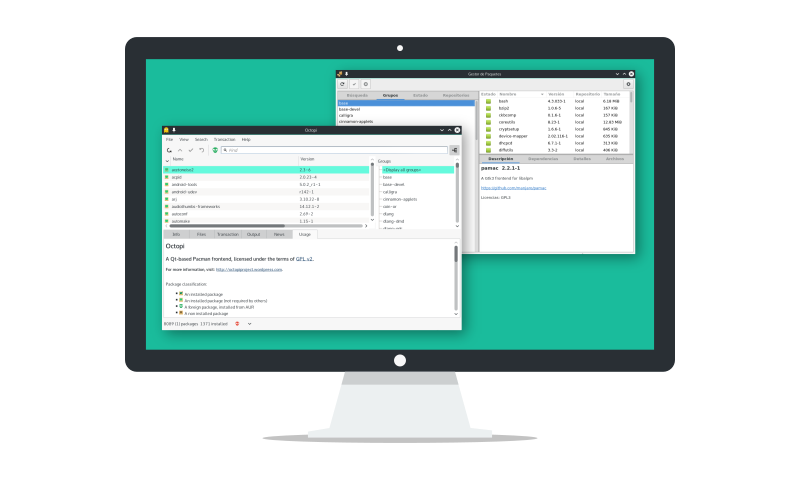 Gestor de Paquetes
Búsqueda Grupos Estado Repositorios
base
base-devel
calligra
cinnamon-applets
Estado Nombre Versión Repositorio Tamaño
bash 4.3.033-1 local 6.18 MiB
bzip2 1.0.6-5 local 167 KiB
coreutils 8.23-1 local 12.83 MiB
cryptsetup 1.6.6-1 local 845 KiB
device-mapper 2.02.116-1 local 635 KiB
dhcpcd 6.7.1-1 local 313 KiB
diffutils 3.3-2 local 406 KiB
Descripción Dependencias Detalles Archivos
pamac 2.2.1-1
A Gtk3 frontend for libalpm
https://github.com/manjaro/pamac
Licencias: GPL3
Octopi
File View Search Transaction Help
Find
Name Version
2.3-6
acpid 2.0.23-4
android-tools 5.0.2_r1-1
android-udev r142-1
arj 3.10.22-8
audiothumbs-frameworks 14.12.1-2
autoconf 2.69-2
automake 1.15-1
Groups
<Display all groups>
base
base-devel
calligra
cinnamon-applets
dlang
dlang-dmd
Info Files Transaction Output News Usage
Octopi
A Qt-based Pacman frontend, licensed under the terms of GPL v2.
For more information, visit: http://octopiproject.wordpress.com.
Package classification:
An installed package
An installed package (not required by others)
A foreign package, installed from AUR
A non installed package
packages 1371 installed